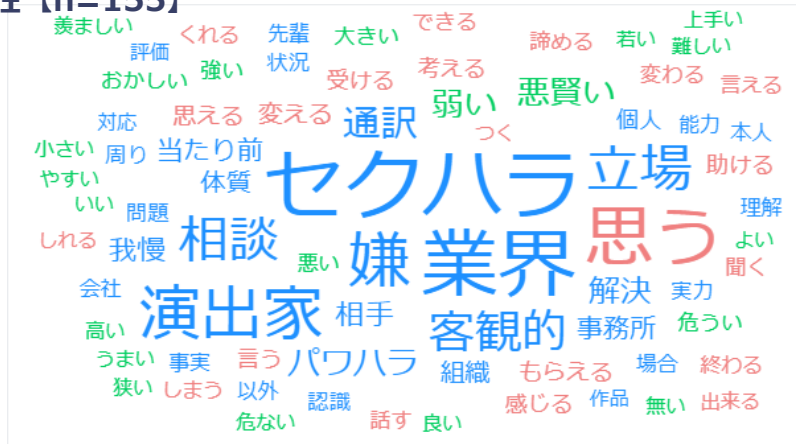 【n=133】
羨ましい くれる 先輩 大きい できる 上手い
評価 諦める 若い 難しい
おかしい 強い 状況 受ける 考える 変わる 言える
対応 思える 変える 通訳 弱い 悪賢い 個人 能力 本人
つく
小さい 周り 当たり前 セクハラ 立場 助ける
やすい 体質
いい 問題 理解
しれる 我慢 相談 悪い 嫌 業界 思う よい
聞く
会社 演出家 相手 解決 実力
高い 客観的 事務所 危うい
うまい 事実 言う パワハラ 組織 もらえる 場合 終わる
狭い しまう 以外 認識 感じる 作品 無い 出来る
危ない 話す 良い